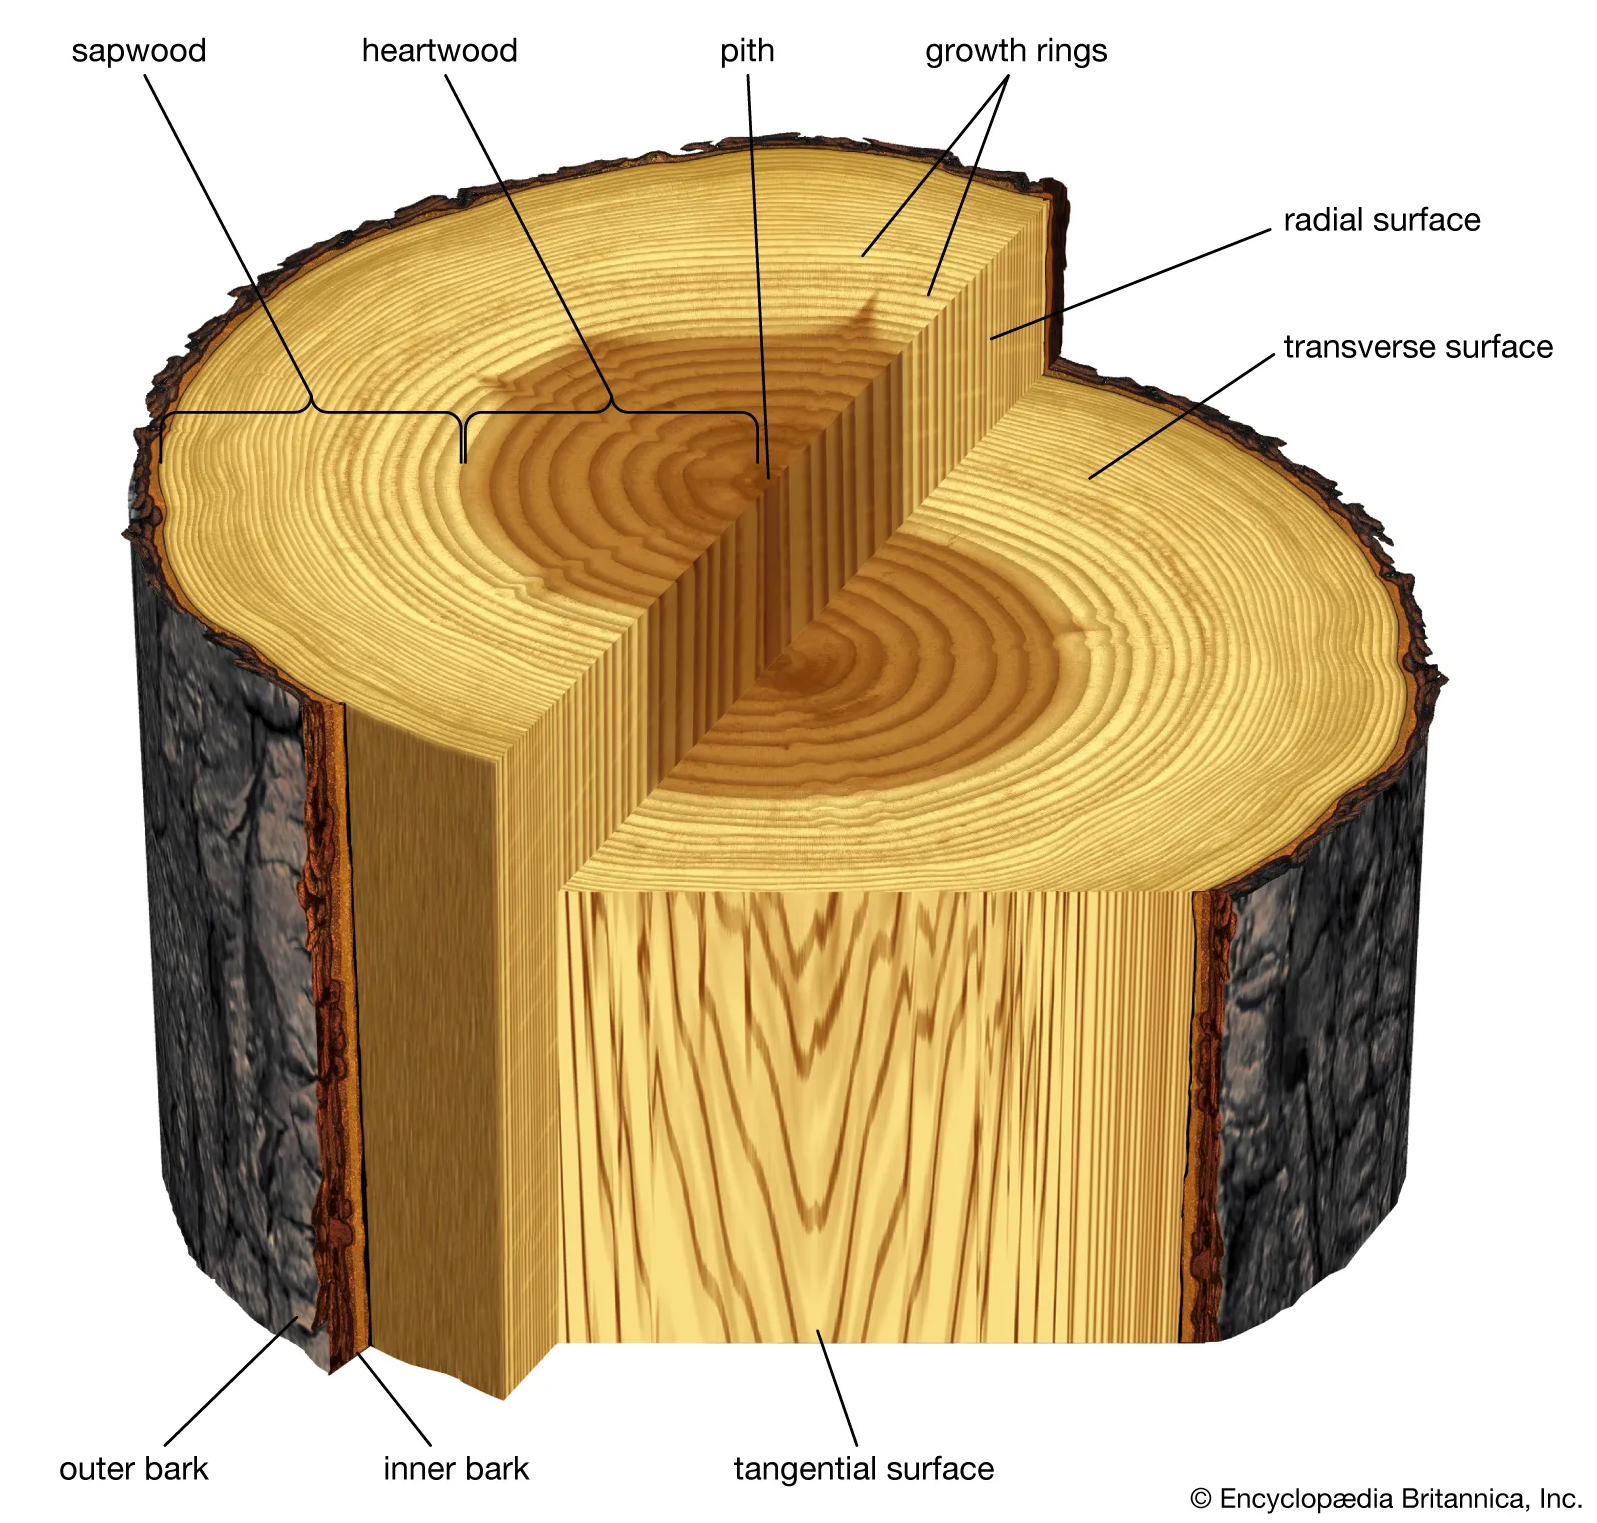 sapwood
heartwood
pith
growth rings
radial surface
transverse surface
outer bark
inner bark
tangential surface
© Encyclopædia Britannica, Inc.